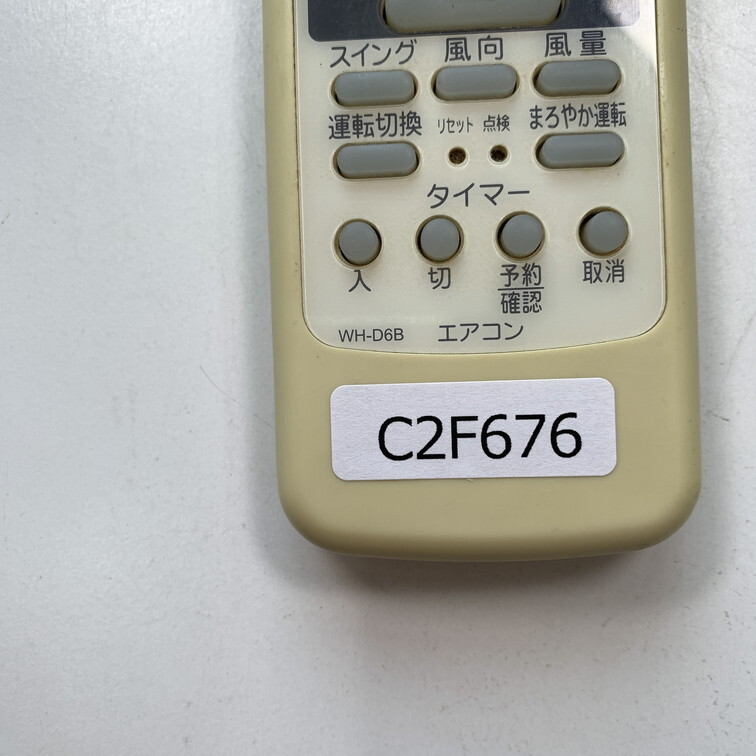 スイング 風向 風量
運転切換 リセット 点検 まろやか運転
タイマー
入 切 予約 取消
確認
WH-D6B エアコン
C2F676